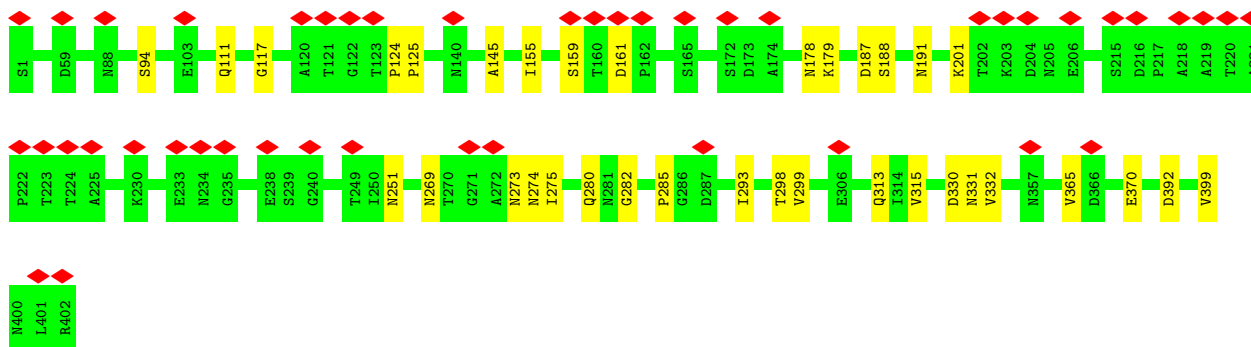 S1 D59 N88 S94 E103 Q111 G117 A120 T121 G122 T123 P124 P125 N140 A145 I155 S159 T160 D161 P162 S165 S172 D173 A174 N178 K179 D187 S188 N191 K201 T202 K203 D204 N205 E206 S215 D216 P217 A218 A219 T220
P222 T223 T224 A225 K230 E233 N234 G235 E238 S239 G240 T249 I250 N251 N269 T270 G271 A272 N273 N274 I275 Q280 N281 G282 P285 G286 D287 I293 T298 V299 E306 Q313 I314 V315 D330 N331 V332 N357 V365 D366 E370 D392 V399
N400 L401 R402